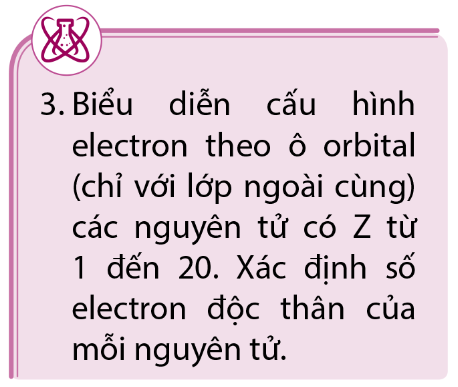 3. Biểu diễn cấu hình
electron theo ô orbital
(chỉ với lớp ngoài cùng)
các nguyên tử có Z từ
1 đến 20. Xác định số
electron độc thân của
mỗi nguyên tử.